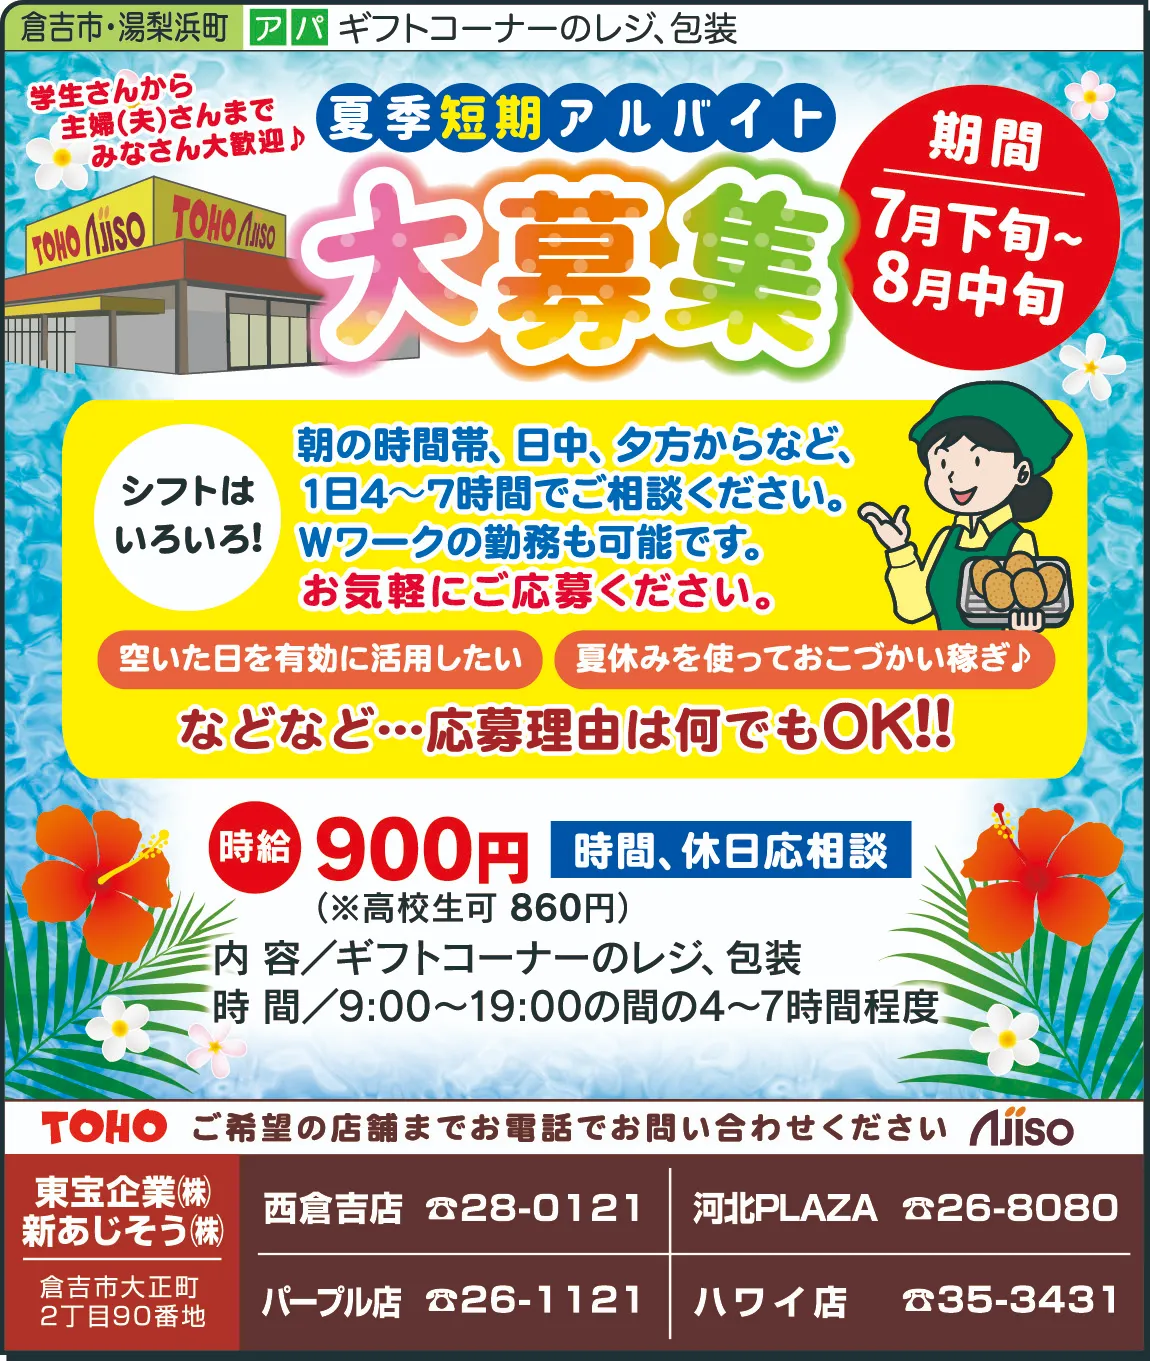 倉吉市・湯梨浜町 アパ ギフトコーナーのレジ、包装
学生さんから
主婦(夫)さんまで
みなさん大歓迎♪
夏季短期アルバイト
大募集
期間
7月下旬~
8月中旬
TOHO Ajiso
TOHO Ajiso
シフトは
いろいろ!
朝の時間帯、日中、夕方からなど、
1日4～7時間でご相談ください。
Wワークの勤務も可能です。
お気軽にご応募ください。
空いた日を有効に活用したい
夏休みを使っておこづかい稼ぎ♪
などなど…応募理由は何でもOK!!
時給 900円 時間、休日応相談
(※高校生可 860円)
内 容／ギフトコーナーのレジ、包装
時 間／9:00～19:00の間の4～7時間程度
TOHO ご希望の店舗までお電話でお問い合わせください Ajiso
東宝企業㈱
新あじそう㈱
倉吉市大正町
2丁目90番地
西倉吉店 ☎28-0121
河北PLAZA ☎26-8080
パープル店 ☎26-1121
ハワイ店 ☎35-3431